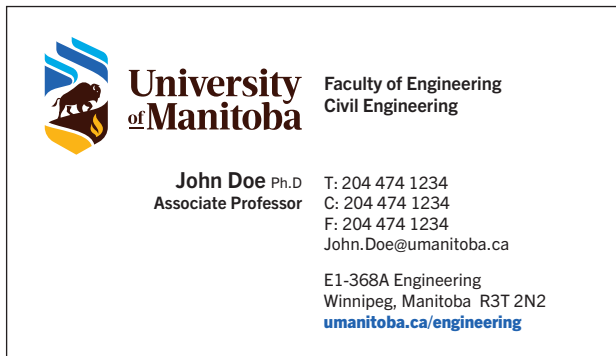 University
of Manitoba
Faculty of Engineering
Civil Engineering
John Doe Ph.D
Associate Professor
T: 204 474 1234
C: 204 474 1234
F: 204 474 1234
John.Doe@umanitoba.ca
E1-368A Engineering
Winnipeg, Manitoba  R3T 2N2
umanitoba.ca/engineering